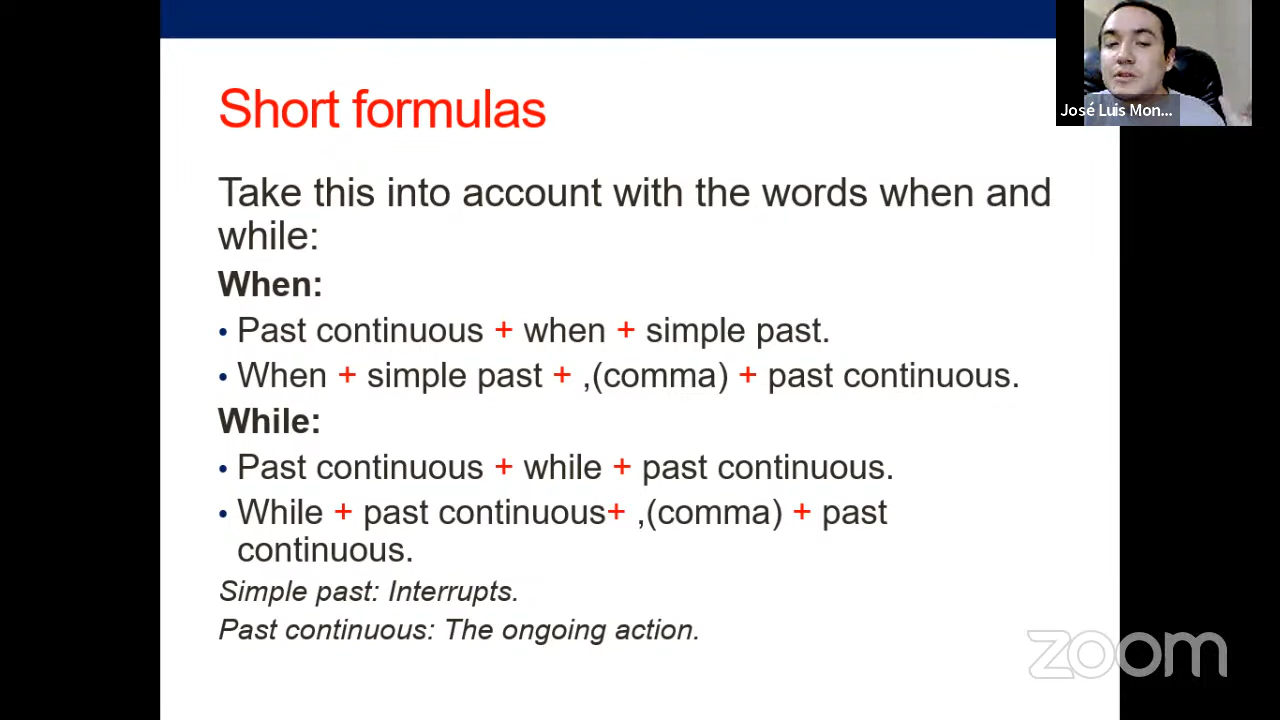 Short formulas
José Luis Mon...
Take this into account with the words when and
while:
When:
• Past continuous + when + simple past.
• When + simple past + ,(comma) + past continuous.
While:
• Past continuous + while + past continuous.
• While + past continuous+ ,(comma) + past
continuous.
Simple past: Interrupts.
Past continuous: The ongoing action.
zoom